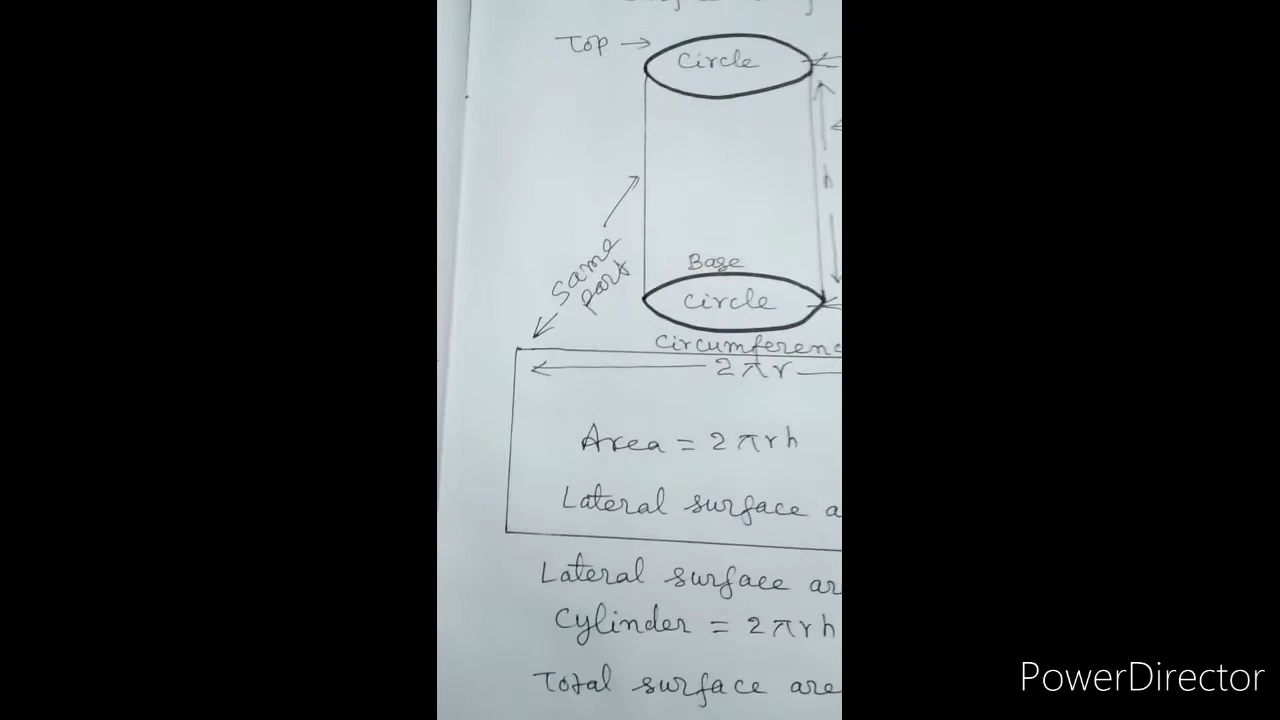 Top
Circle
h
Same
part
Base
Circle
Circumferenc
2πr
Area = 2πrh
Lateral surface a
Lateral surface ar
Cylinder = 2πrh
Total surface are
PowerDirector